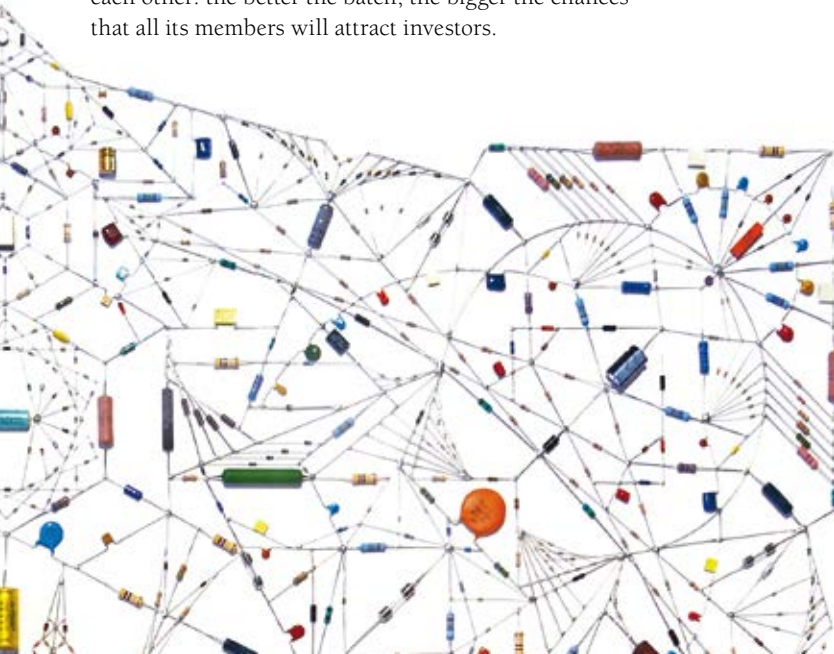 each other: the better the batch, the bigger the chances
that all its members will attract investors.